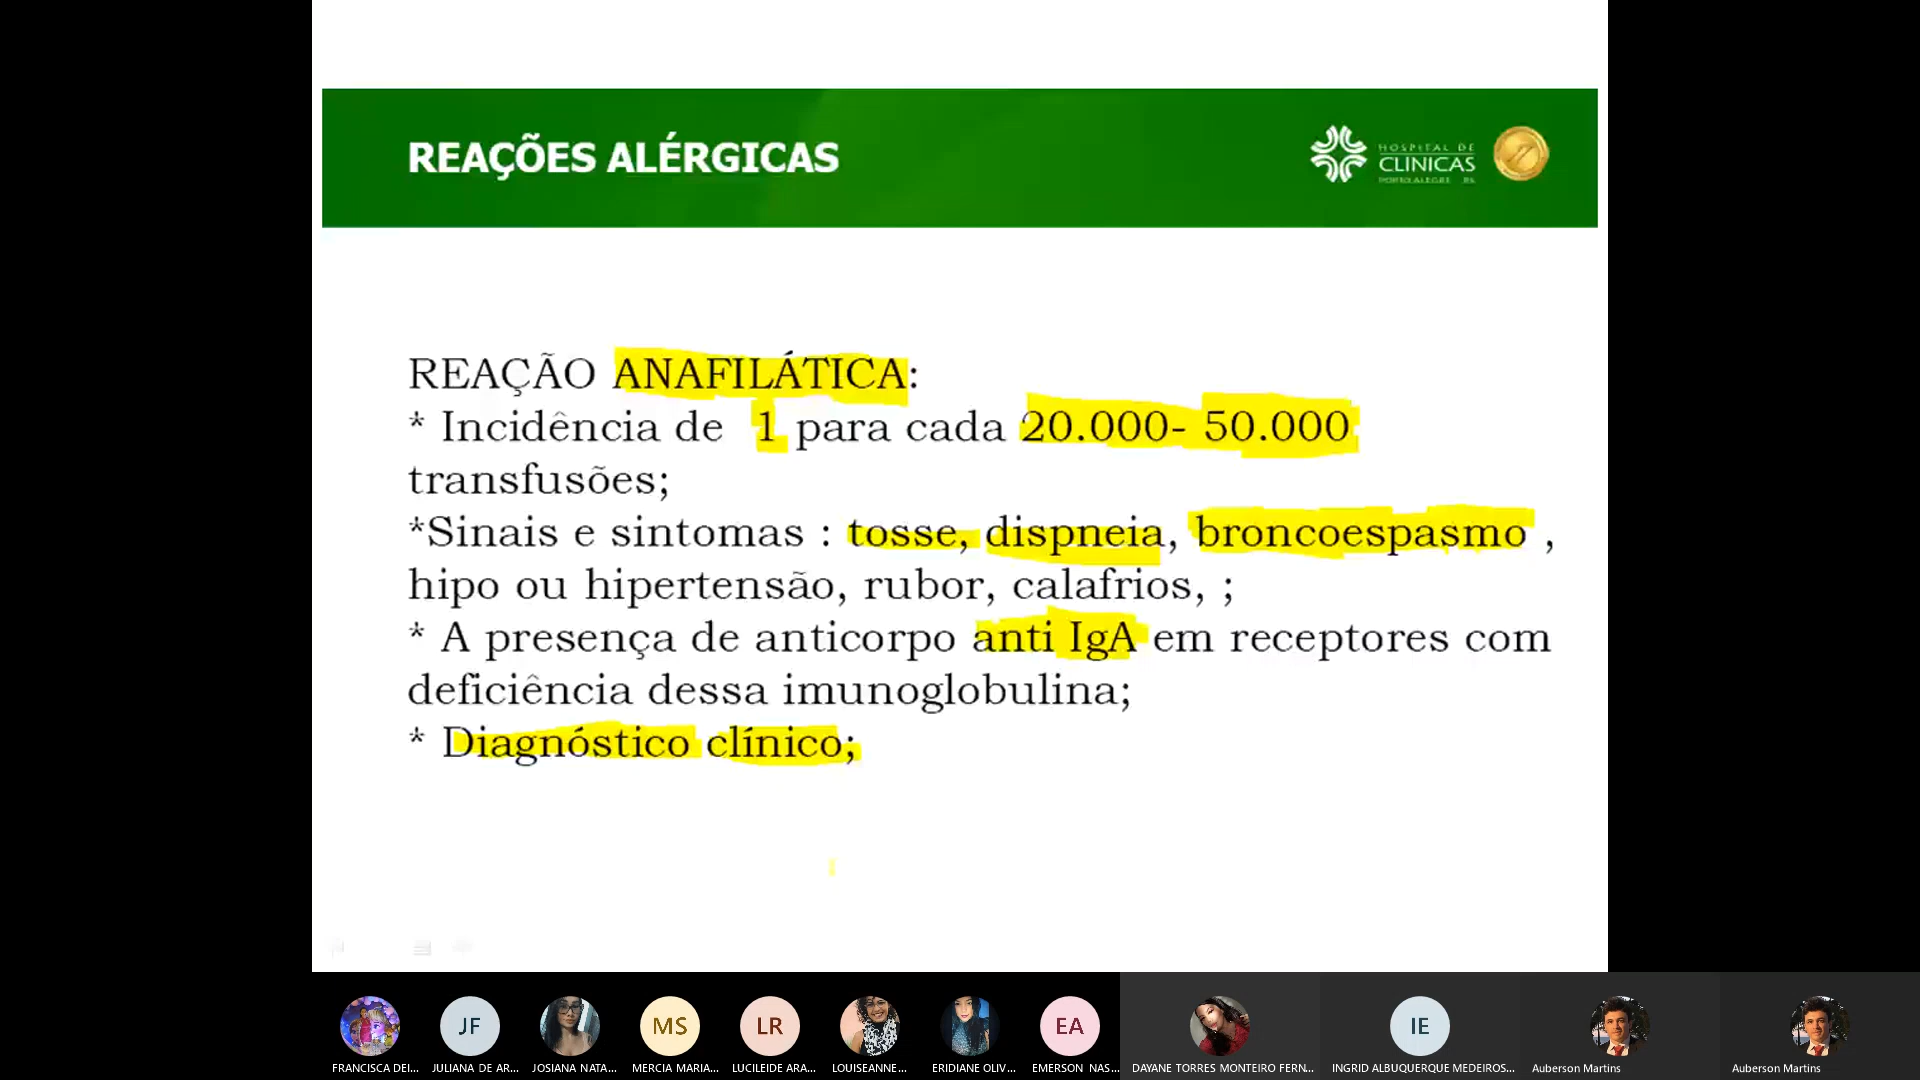 REAÇÕES ALÉRGICAS
HOSPITAL DE
CLINICAS
PORTO ALEGRE RS
REAÇÃO ANAFILÁTICA:
* Incidência de 1 para cada 20.000- 50.000
transfusões;
*Sinais e sintomas : tosse, dispneia, broncoespasmo ,
hipo ou hipertensão, rubor, calafrios, ;
* A presença de anticorpo anti IgA em receptores com
deficiência dessa imunoglobulina;
* Diagnóstico clínico;
JF MS LR EA IE
FRANCISCA DEI... JULIANA DE AR... JOSIANA NATA... MERCIA MARIA... LUCILEIDE ARA... LOUISEANNE... ERIDIANE OLIV... EMERSON NAS... DAYANE TORRES MONTEIRO FERN... INGRID ALBUQUERQUE MEDEIROS... Auberson Martins Auberson Martins